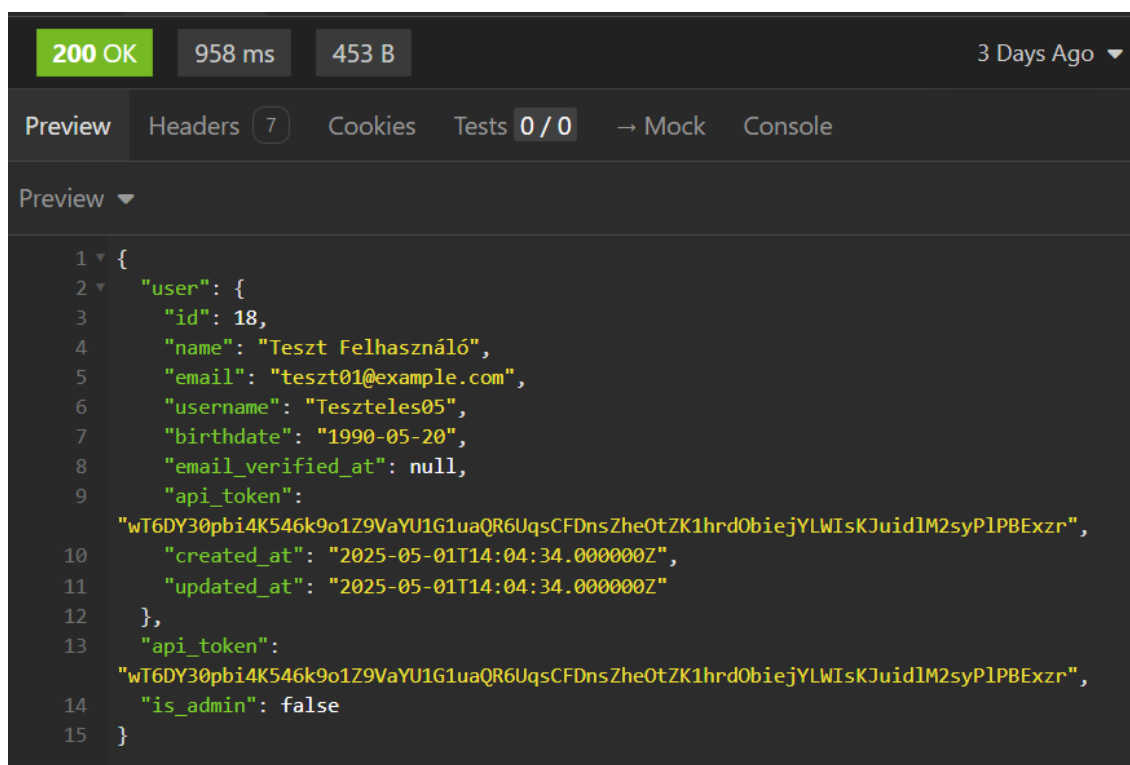 200 OK 958 ms 453 B 3 Days Ago
Preview Headers 7 Cookies Tests 0 / 0 → Mock Console
Preview
1 {
2 "user": {
3 "id": 18,
4 "name": "Teszt Felhasználó",
5 "email": "teszt01@example.com",
6 "username": "Teszteles05",
7 "birthdate": "1990-05-20",
8 "email_verified_at": null,
9 "api_token":
"wT6DY30pbi4K546k9o1Z9VaYU1G1uaQR6UqsCFDnsZheOtZK1hrdObiejYLWIsKJuidlM2syPlPBExzr",
10 "created_at": "2025-05-01T14:04:34.000000Z",
11 "updated_at": "2025-05-01T14:04:34.000000Z"
12 },
13 "api_token":
"wT6DY30pbi4K546k9o1Z9VaYU1G1uaQR6UqsCFDnsZheOtZK1hrdObiejYLWIsKJuidlM2syPlPBExzr",
14 "is_admin": false
15 }